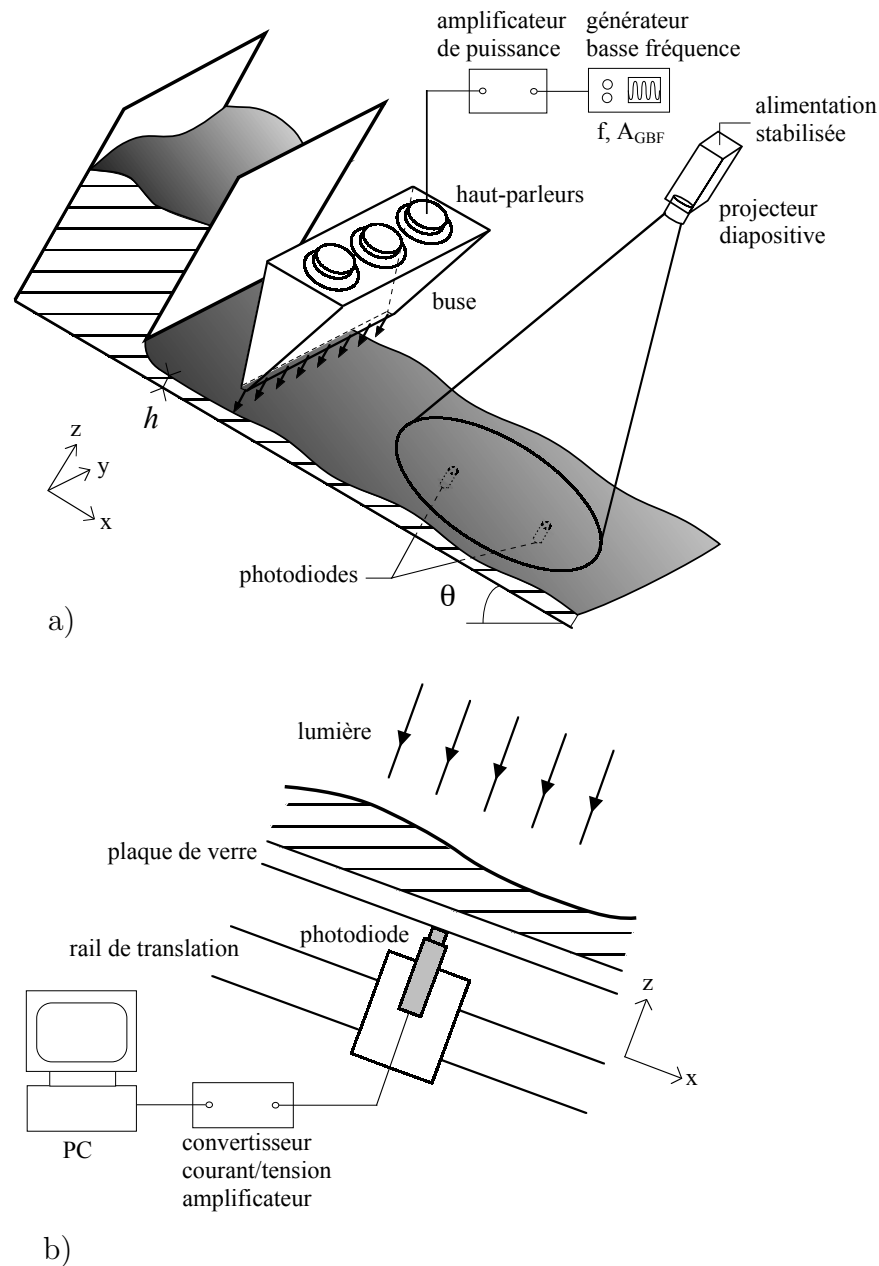 amplificateur
de puissance
générateur
basse fréquence
f, A_GBF
alimentation
stabilisée
haut-parleurs
projecteur
diapositive
buse
h
z
y
x
photodiodes
θ
a)
lumière
plaque de verre
photodiode
rail de translation
z
x
PC
convertisseur
courant/tension
amplificateur
b)